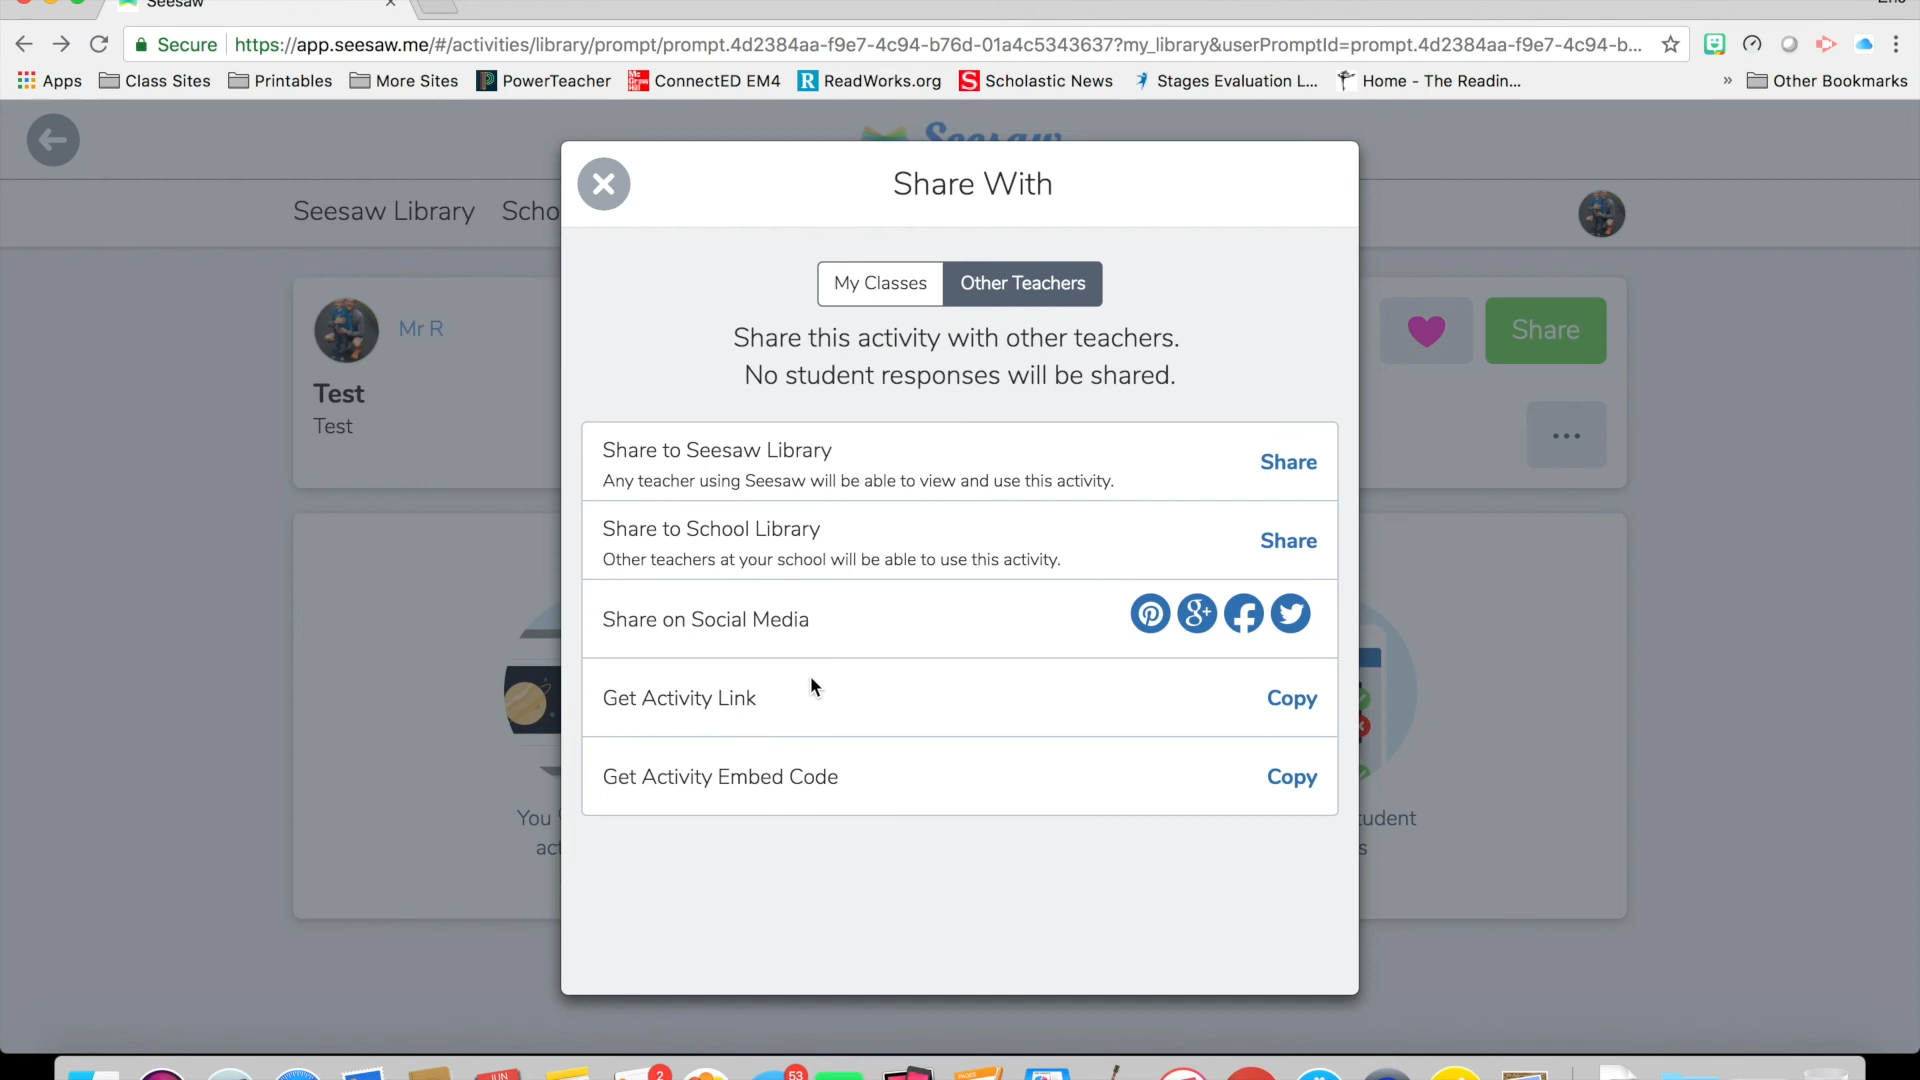 Seesaw
Secure https://app.seesaw.me/#/activities/library/prompt/prompt.4d2384aa-f9e7-4c94-b76d-01a4c5343637?my_library&userPromptId=prompt.4d2384aa-f9e7-4c94-b...
Apps Class Sites Printables More Sites PowerTeacher ConnectED EM4 ReadWorks.org Scholastic News Stages Evaluation L... Home - The Readin... » Other Bookmarks
Seesaw
Share With
Seesaw Library Scho
My Classes Other Teachers
Mr R
Share
Share this activity with other teachers.
No student responses will be shared.
Test
Test
Share to Seesaw Library
Any teacher using Seesaw will be able to view and use this activity.
Share
Share to School Library
Other teachers at your school will be able to use this activity.
Share
Share on Social Media
Get Activity Link Copy
Get Activity Embed Code Copy
You
JUN
2
53
PAGES